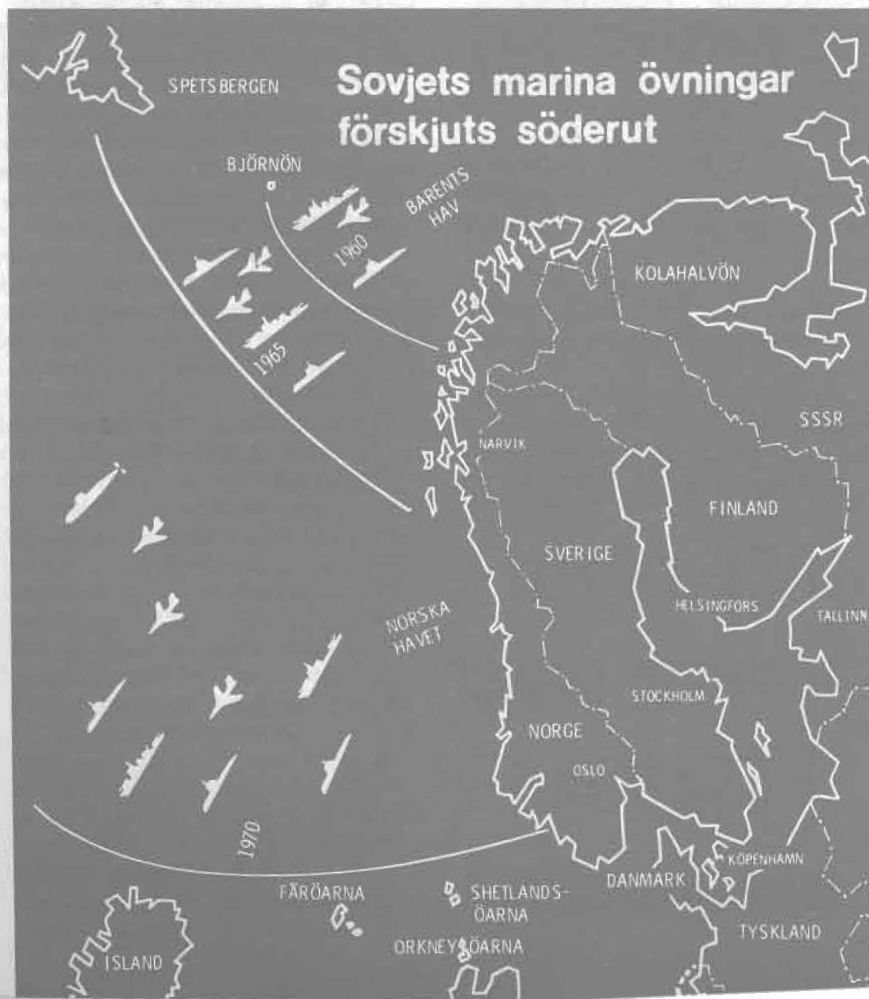 Sovjets marina övningar
förskjuts söderut
SPETSBERGEN
BJÖRNÖN
BARENTS
HAV
1960
1965
KOLAHALVÖN
SSSR
NARVIK
FINLAND
SVERIGE
HELSINGFORS
TALLINN
NORSKA
HAVET
STOCKHOLM
NORGE
OSLO
1970
KÖPENHAMN
DANMARK
FÄRÖARNA
SHETLANDS-
ÖARNA
ORKNEYÖARNA
TYSKLAND
ISLAND